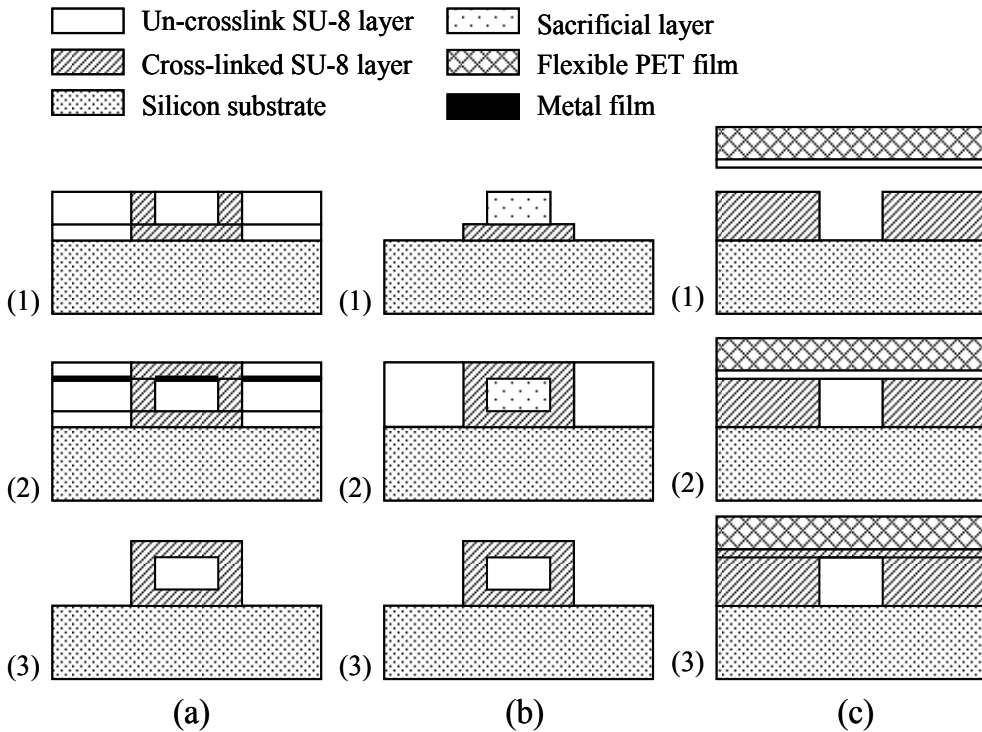 Un-crosslink SU-8 layer
Sacrificial layer
Cross-linked SU-8 layer
Flexible PET film
Silicon substrate
Metal film
(1)
(1)
(1)
(2)
(2)
(2)
(3)
(3)
(3)
(a)
(b)
(c)